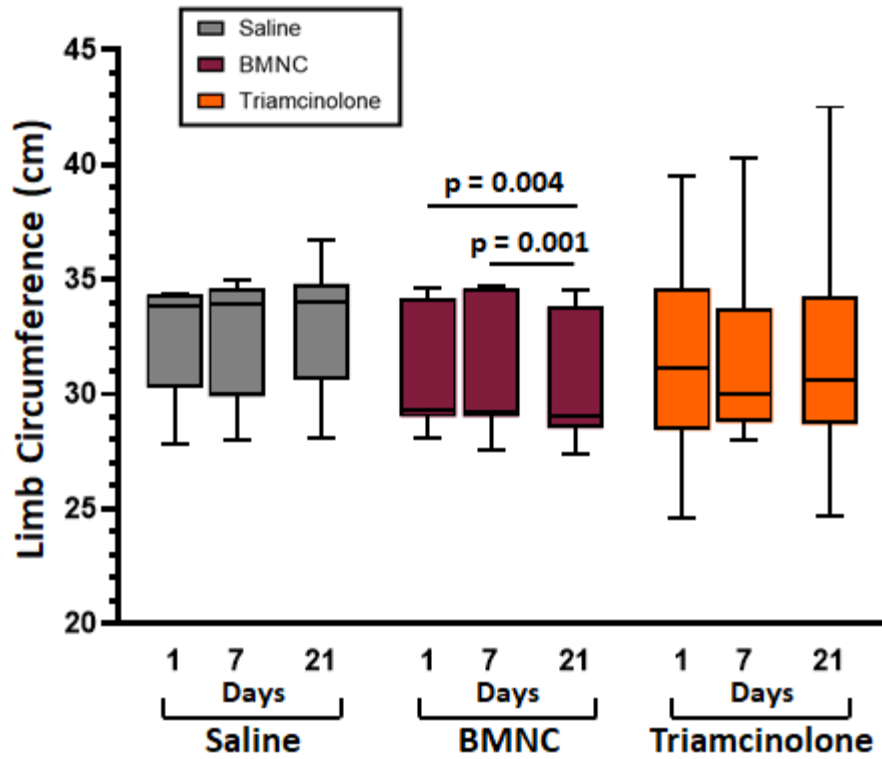 Saline
BMNC
Triamcinolone
Limb Circumference (cm)
45
40
35
30
25
20
p = 0.004
p = 0.001
1 7 21 1 7 21 1 7 21
Days Days Days
Saline BMNC Triamcinolone